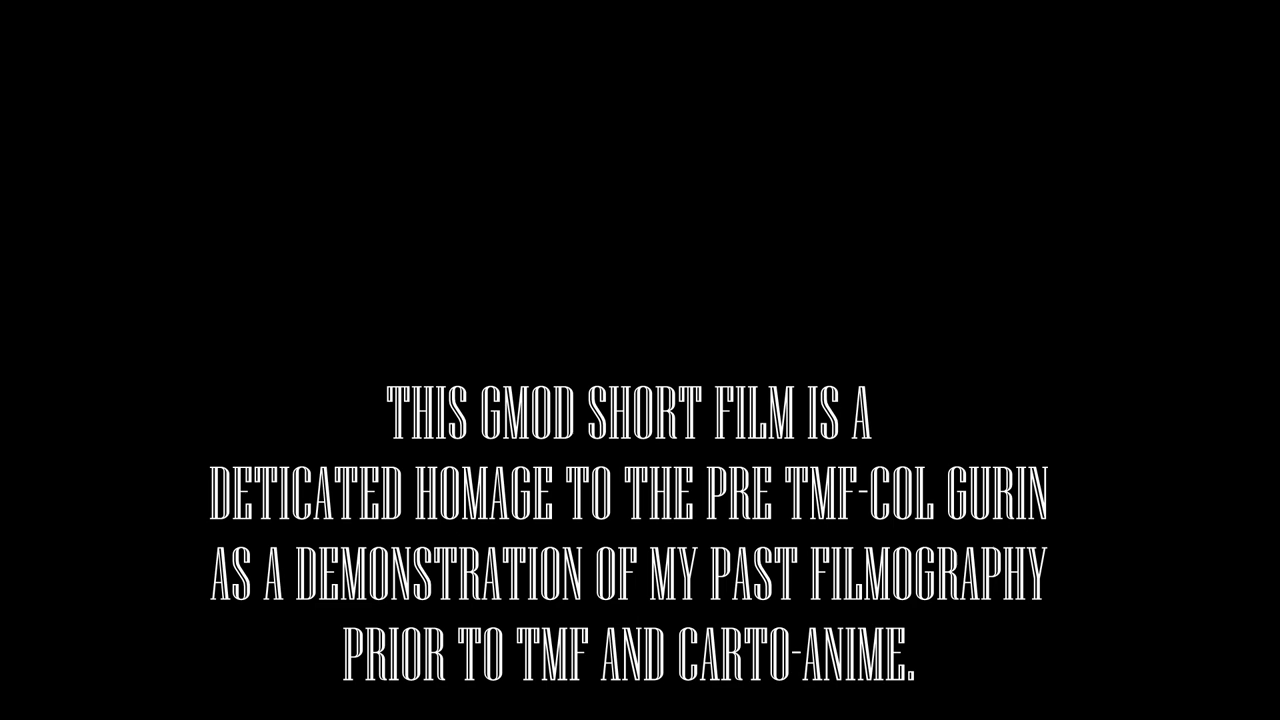 THIS GMOD SHORT FILM IS A
DETICATED HOMAGE TO THE PRE TMF-COL GURIN
AS A DEMONSTRATION OF MY PAST FILMOGRAPHY
PRIOR TO TMF AND CARTO-ANIME.